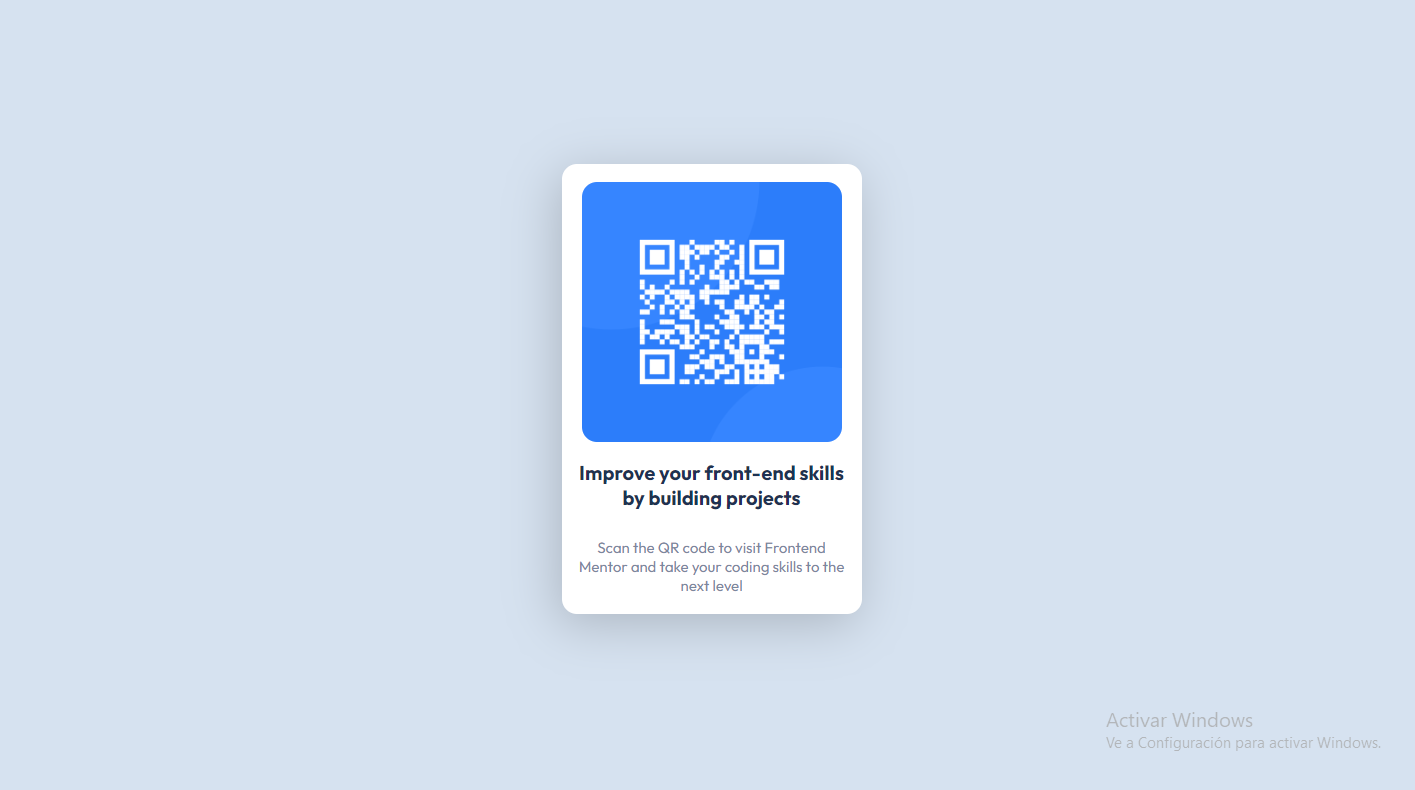 Improve your front-end skills
by building projects
Scan the QR code to visit Frontend
Mentor and take your coding skills to the
next level
Activar Windows
Ve a Configuración para activar Windows.